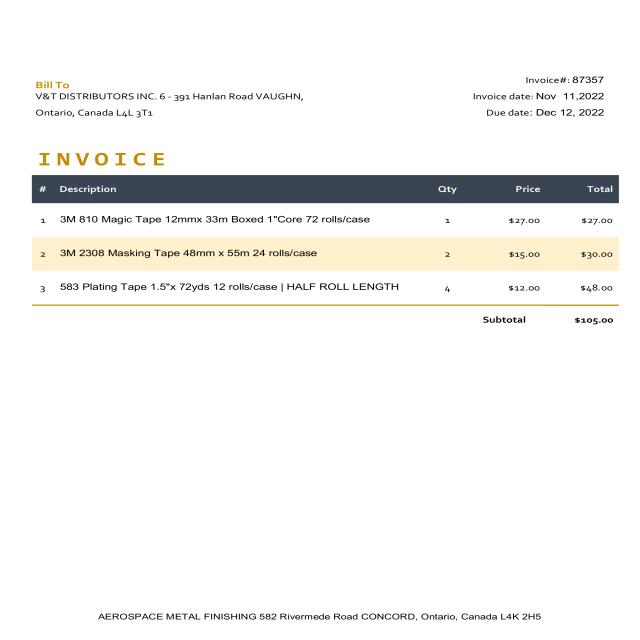 Bill To
V&T DISTRIBUTORS INC. 6 - 391 Hanlan Road VAUGHN,
Ontario, Canada L4L 3T1
Invoice#: 87357
Invoice date: Nov 11,2022
Due date: Dec 12, 2022
INVOICE
# Description Qty Price Total
1 3M 810 Magic Tape 12mmx 33m Boxed 1"Core 72 rolls/case 1 $27.00 $27.00
2 3M 2308 Masking Tape 48mm x 55m 24 rolls/case 2 $15.00 $30.00
3 583 Plating Tape 1.5"x 72yds 12 rolls/case | HALF ROLL LENGTH 4 $12.00 $48.00
Subtotal $105.00
AEROSPACE METAL FINISHING 582 Rivermede Road CONCORD, Ontario, Canada L4K 2H5